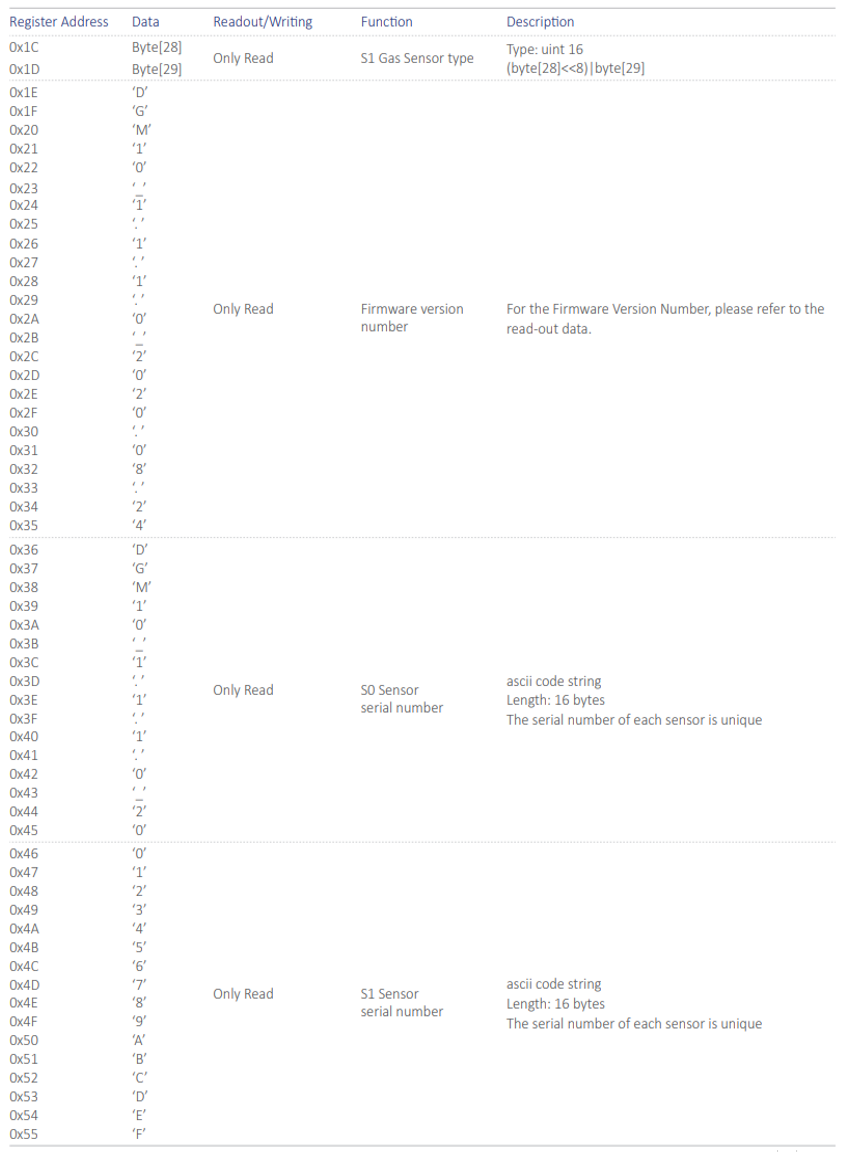 Register Address Data Readout/Writing Function Description
0x1C Byte[28]
0x1D Byte[29]
Only Read S1 Gas Sensor type
Type: uint 16
(byte[28]<<8)|byte[29]
0x1E ‘D’
0x1F ‘G’
0x20 ‘M’
0x21 ‘1’
0x22 ‘0’
0x23 ‘_’
0x24 ‘1’
0x25 ‘.’
0x26 ‘1’
0x27 ‘.’
0x28 ‘1’
0x29 ‘.’
0x2A ‘0’
0x2B ‘_’
0x2C ‘2’
0x2D ‘0’
0x2E ‘2’
0x2F ‘0’
0x30 ‘.’
0x31 ‘0’
0x32 ‘8’
0x33 ‘.’
0x34 ‘2’
0x35 ‘4’
Only Read
Firmware version
number
For the Firmware Version Number, please refer to the
read-out data.
0x36 ‘D’
0x37 ‘G’
0x38 ‘M’
0x39 ‘1’
0x3A ‘0’
0x3B ‘_’
0x3C ‘1’
0x3D ‘.’
0x3E ‘1’
0x3F ‘.’
0x40 ‘1’
0x41 ‘.’
0x42 ‘0’
0x43 ‘_’
0x44 ‘2’
0x45 ‘0’
Only Read
S0 Sensor
serial number
ascii code string
Length: 16 bytes
The serial number of each sensor is unique
0x46 ‘0’
0x47 ‘1’
0x48 ‘2’
0x49 ‘3’
0x4A ‘4’
0x4B ‘5’
0x4C ‘6’
0x4D ‘7’
0x4E ‘8’
0x4F ‘9’
0x50 ‘A’
0x51 ‘B’
0x52 ‘C’
0x53 ‘D’
0x54 ‘E’
0x55 ‘F’
Only Read
S1 Sensor
serial number
ascii code string
Length: 16 bytes
The serial number of each sensor is unique